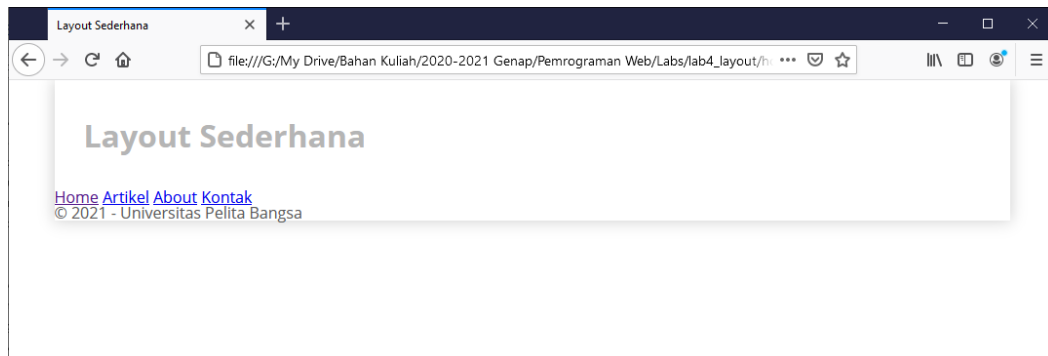 Layout Sederhana
file:///G:/My Drive/Bahan Kuliah/2020-2021 Genap/Pemrograman Web/Labs/lab4_layout/h
Layout Sederhana
Home Artikel About Kontak
© 2021 - Universitas Pelita Bangsa